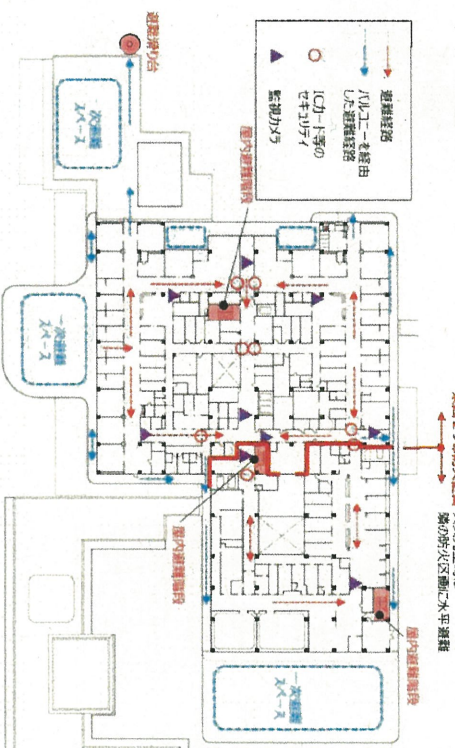 避難経路
バルコニーを経由
した避難経路
ICカード等の
セキュリティ
監視カメラ
避難滑り台
一次避難
スペース
一次避難
スペース
屋内避難階段
屋内避難階段
屋内避難階段
隣の防火区画に水平避難
一次避難
スペース